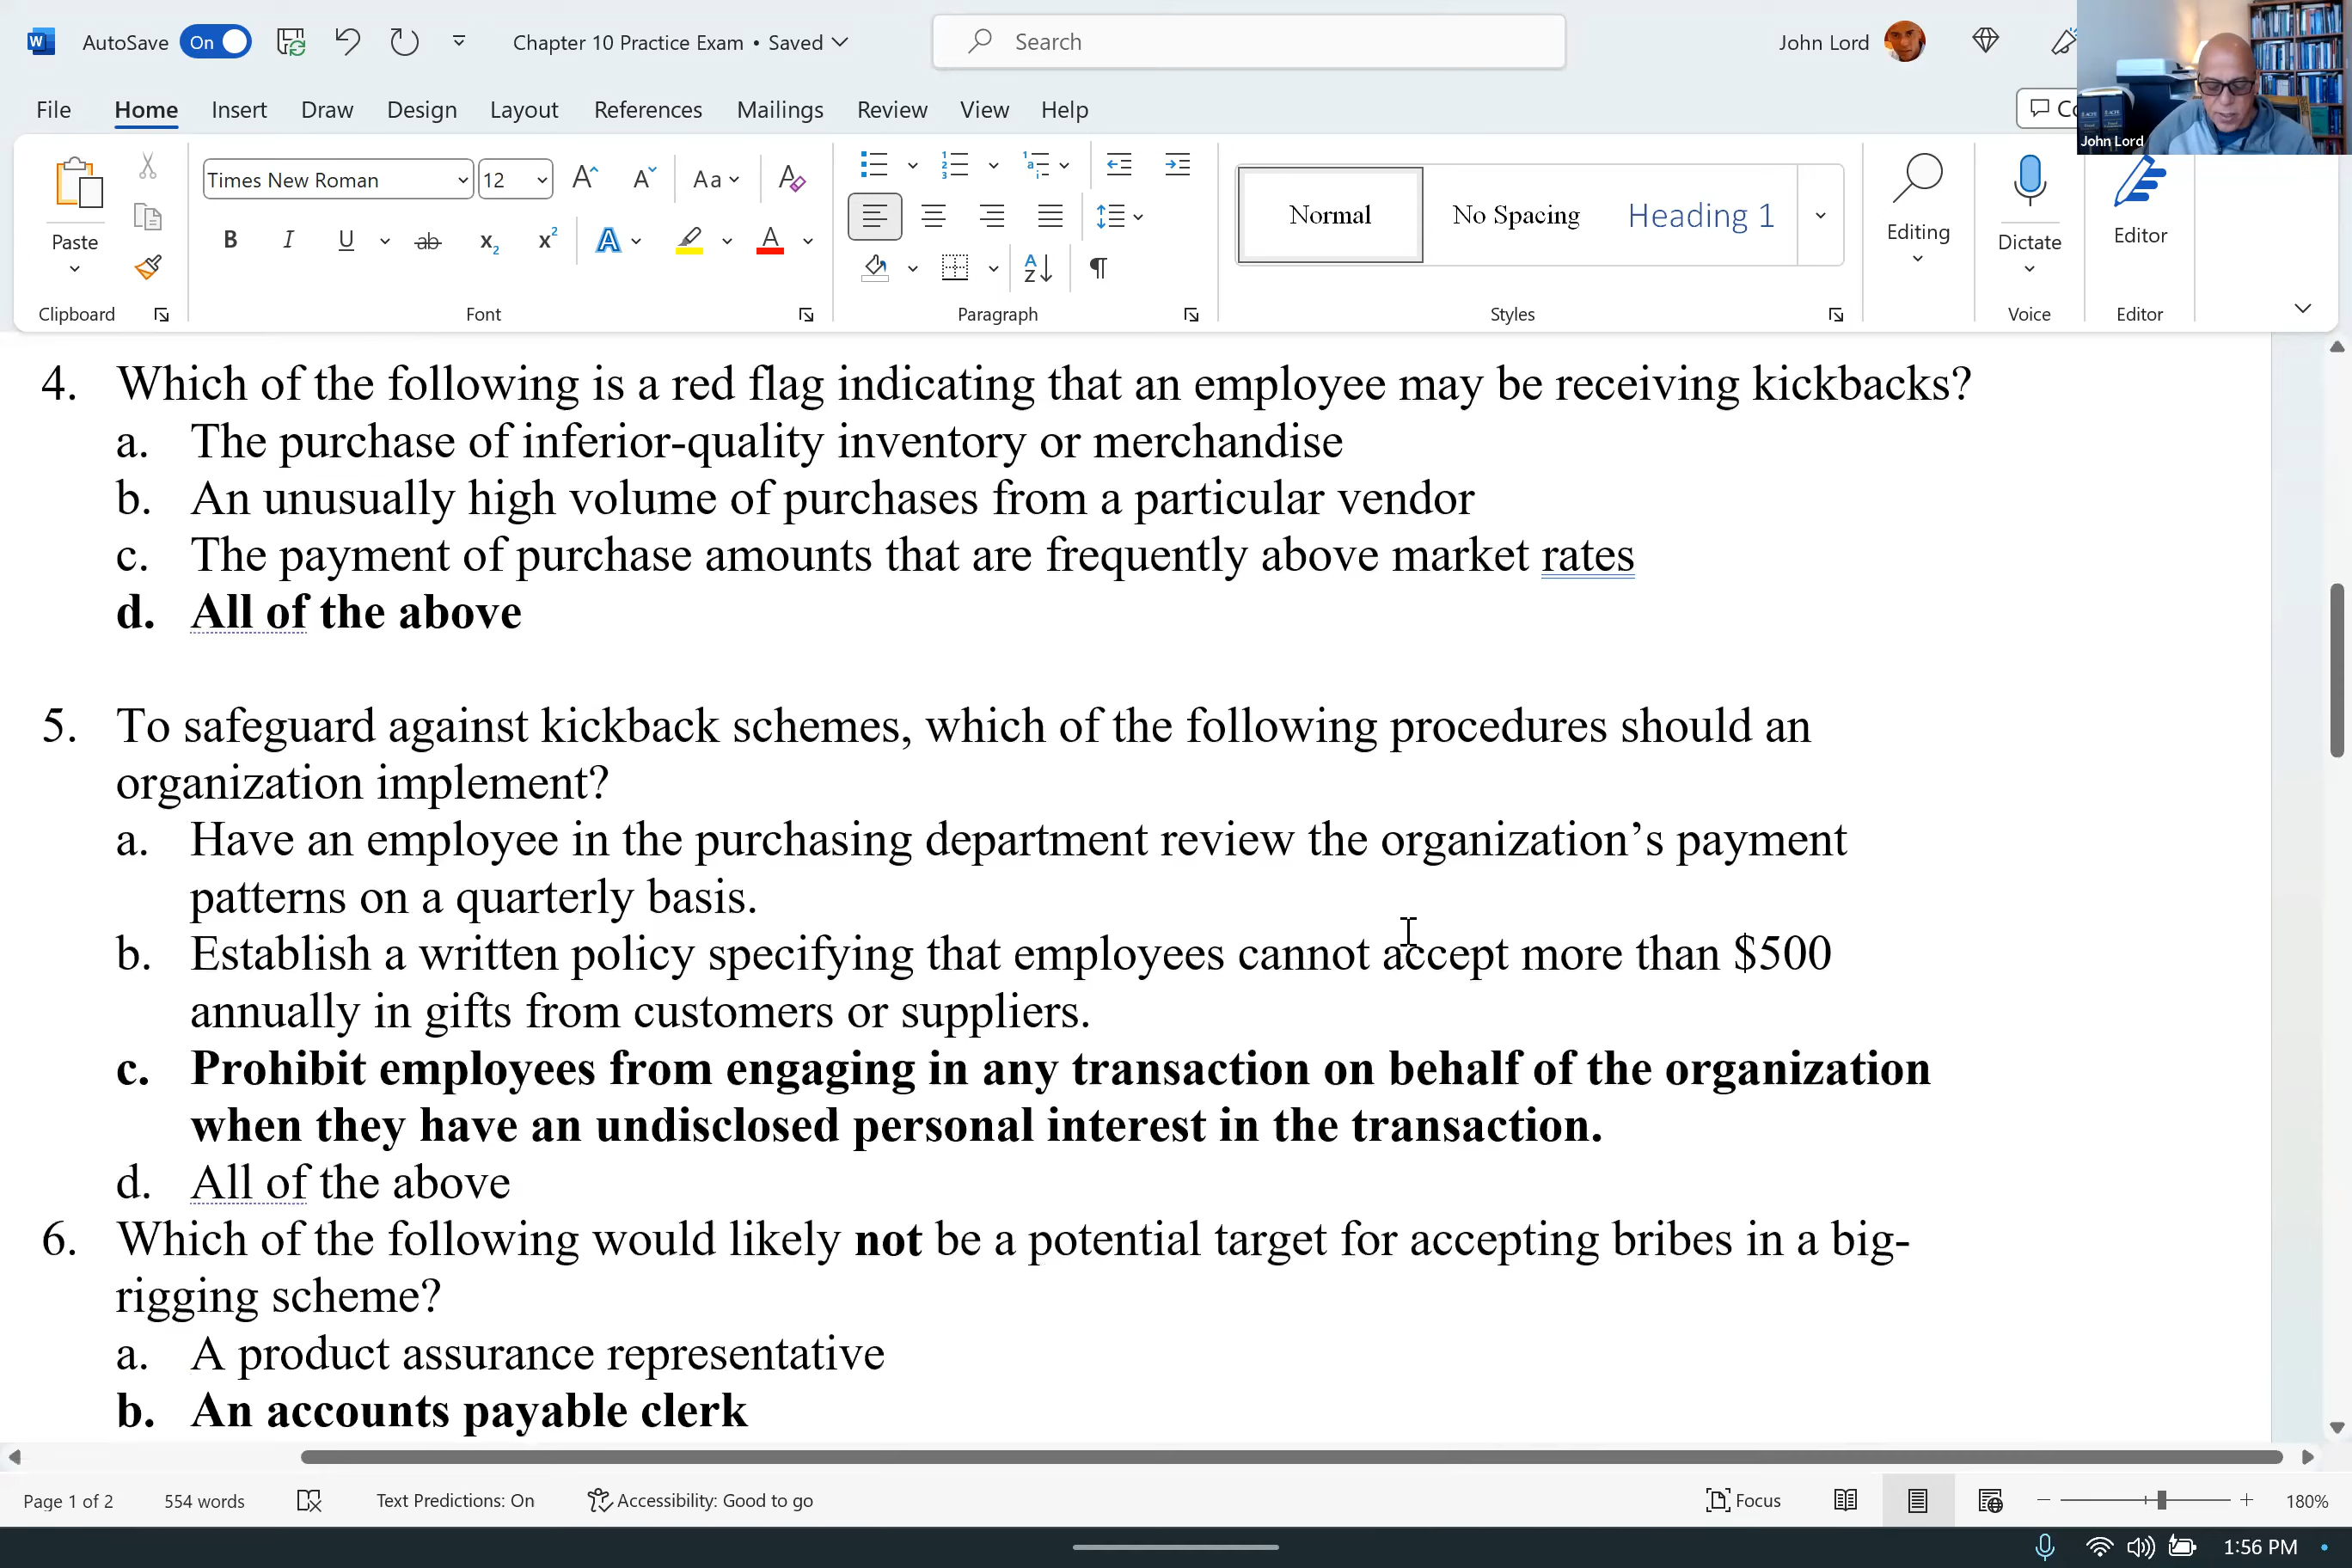 AutoSave On Chapter 10 Practice Exam • Saved Search John Lord
File Home Insert Draw Design Layout References Mailings Review View Help
John Lord
Times New Roman 12 Aa
Paste
B I U ab x₂ x² A A
Normal No Spacing Heading 1
Editing Dictate Editor
Clipboard Font Paragraph Styles Voice Editor
4. Which of the following is a red flag indicating that an employee may be receiving kickbacks?
a. The purchase of inferior-quality inventory or merchandise
b. An unusually high volume of purchases from a particular vendor
c. The payment of purchase amounts that are frequently above market rates
d. All of the above
5. To safeguard against kickback schemes, which of the following procedures should an
organization implement?
a. Have an employee in the purchasing department review the organization’s payment
patterns on a quarterly basis.
b. Establish a written policy specifying that employees cannot accept more than $500
annually in gifts from customers or suppliers.
c. Prohibit employees from engaging in any transaction on behalf of the organization
when they have an undisclosed personal interest in the transaction.
d. All of the above
6. Which of the following would likely not be a potential target for accepting bribes in a big-
rigging scheme?
a. A product assurance representative
b. An accounts payable clerk
Page 1 of 2 554 words Text Predictions: On Accessibility: Good to go Focus 180%
1:56 PM